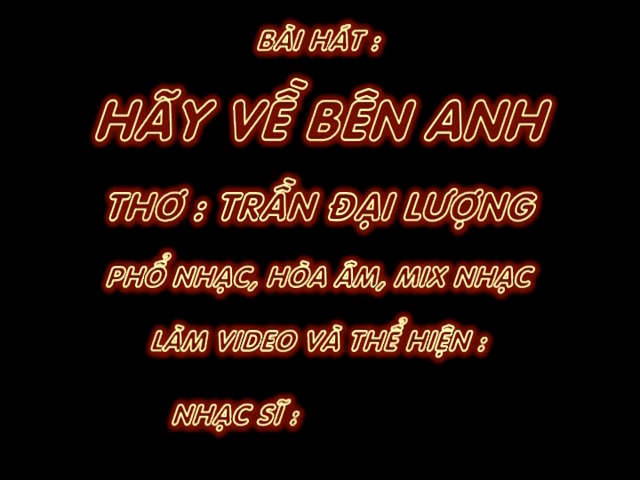 BÀI HÁT :
HÃY VỀ BÊN ANH
THƠ : TRẦN ĐẠI LƯỢNG
PHỔ NHẠC, HÒA ÂM, MIX NHẠC
LÀM VIDEO VÀ THỂ HIỆN :
NHẠC SĨ :